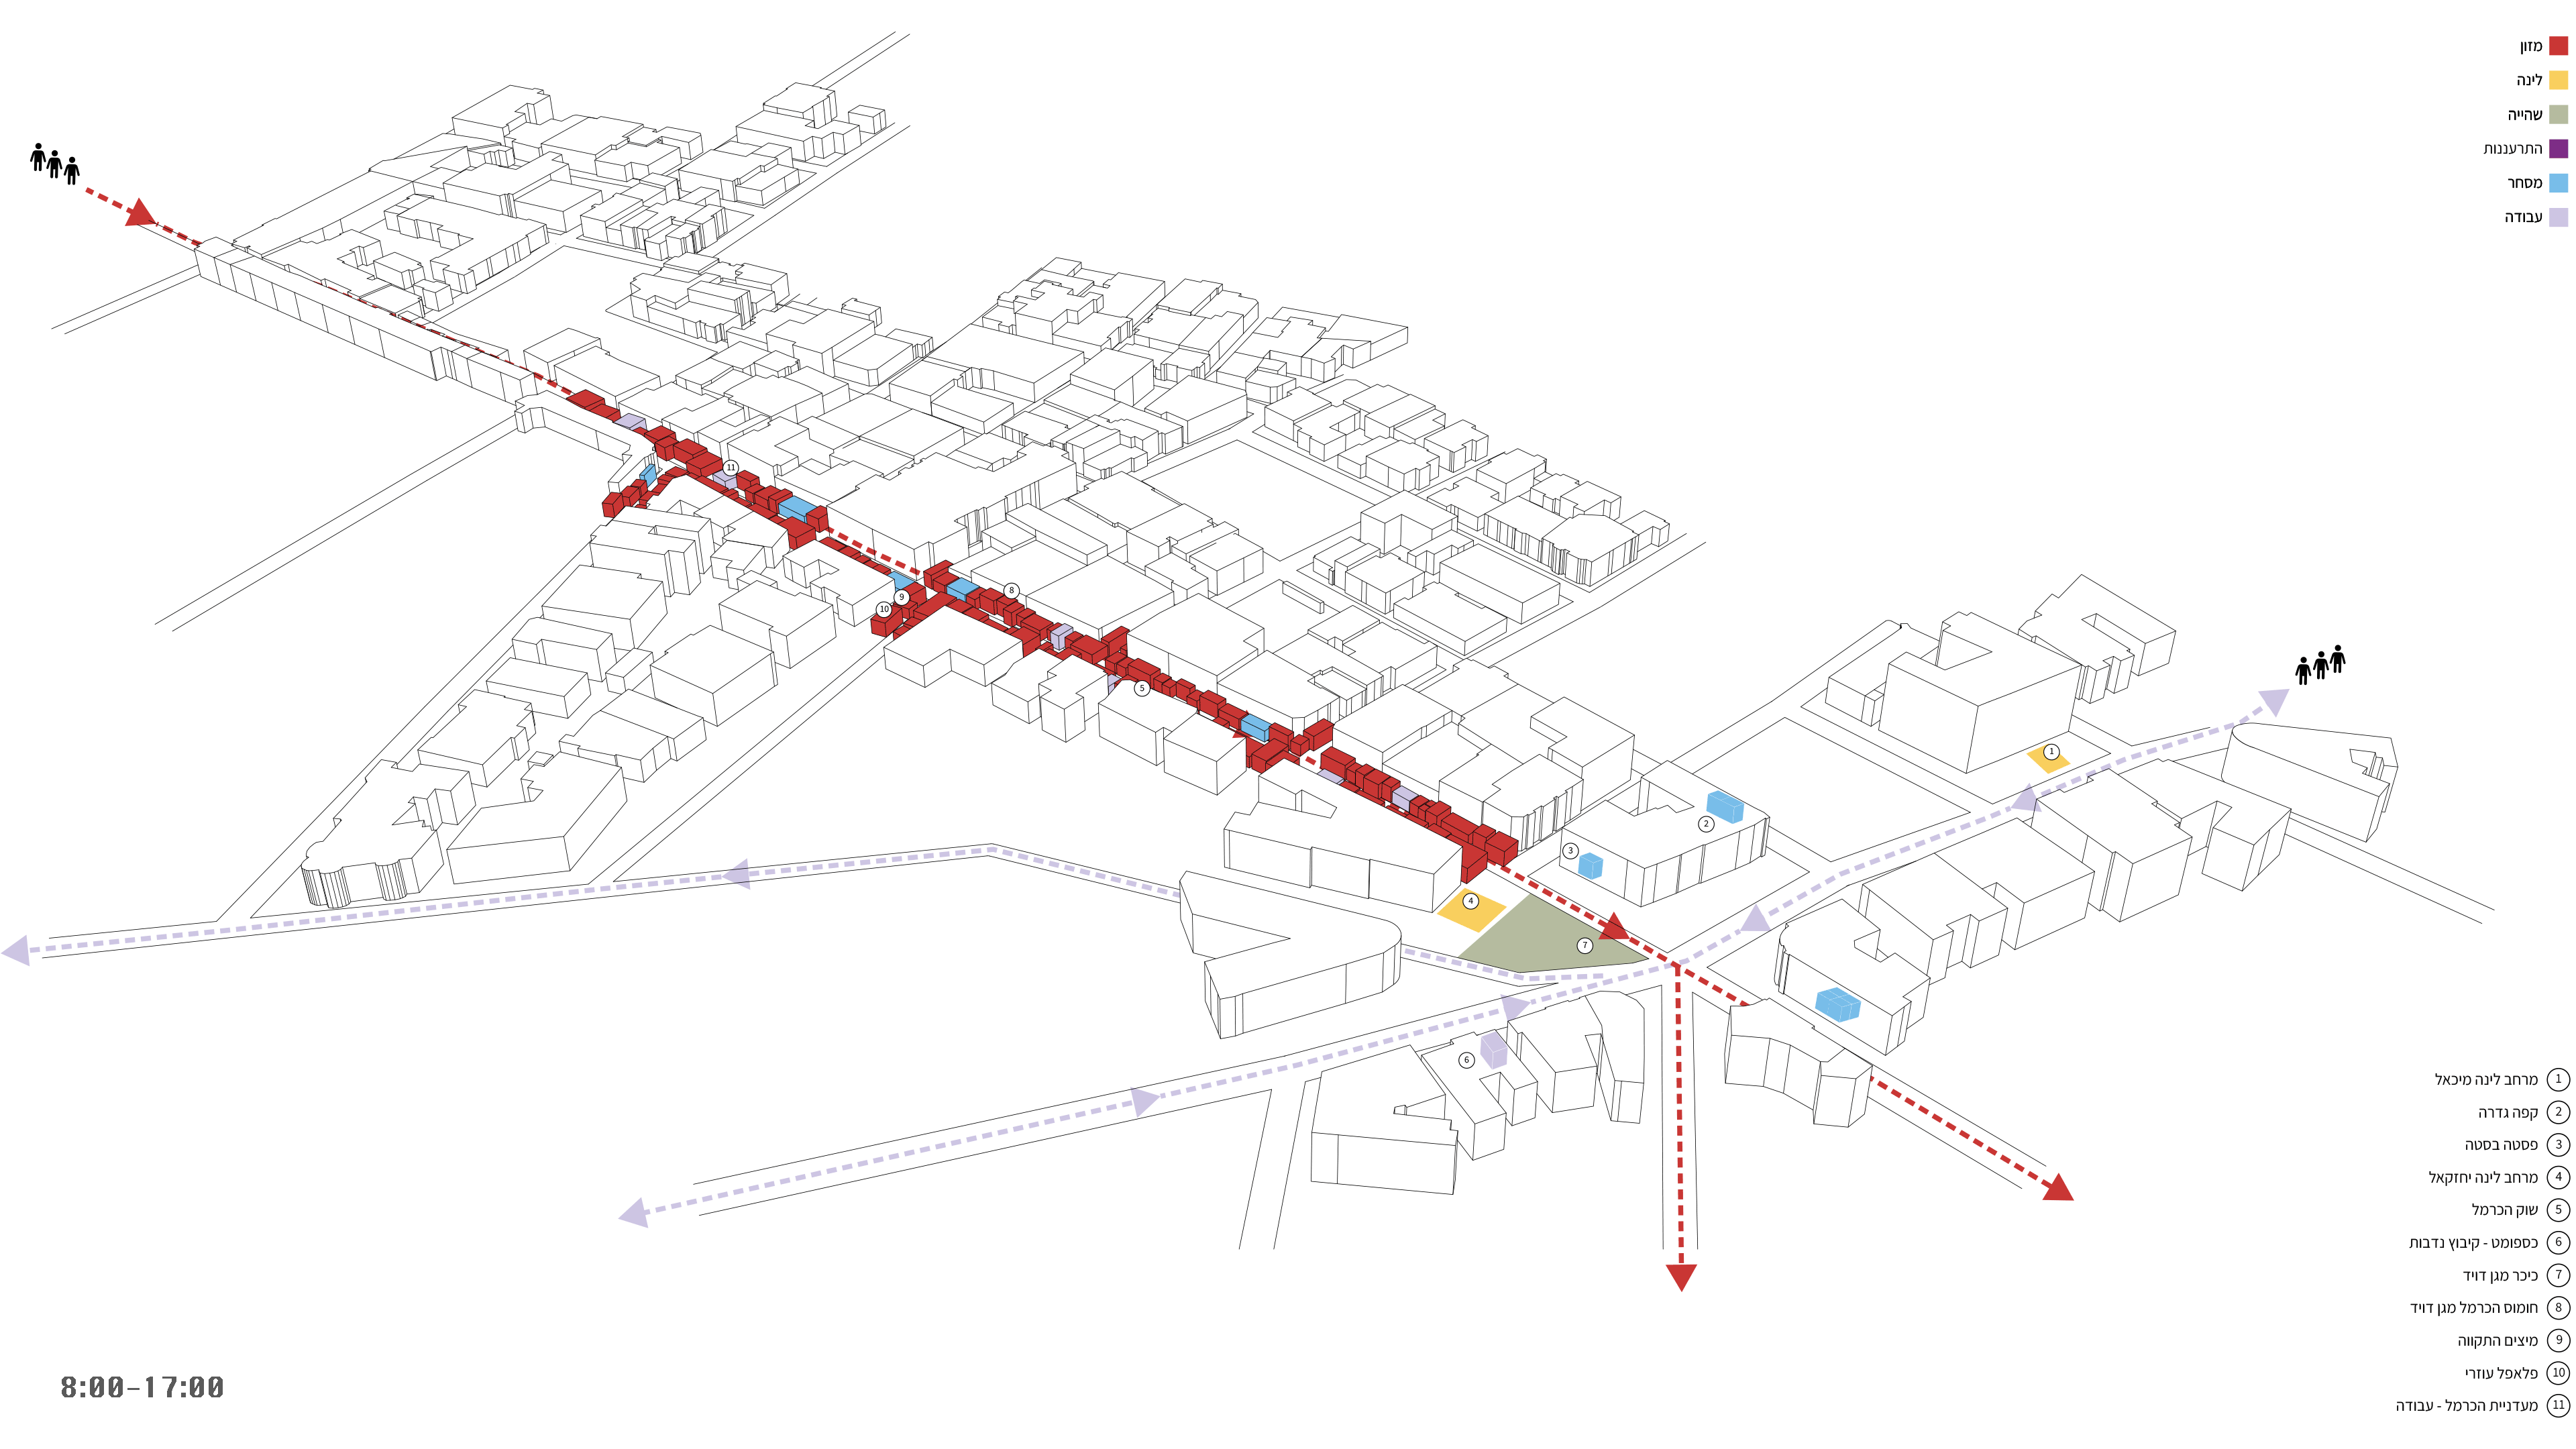 מזון
לינה
שהייה
התרעננות
מסחר
עבודה
11
8
9
10
5
1
2
3
4
7
6
1 מרחב לינה מיכאל
2 קפה גדרה
3 פסטה בסטה
4 מרחב לינה יחזקאל
5 שוק הכרמל
6 כספומט - קיבוץ נדבות
7 כיכר מגן דויד
8 חומוס הכרמל מגן דויד
9 מיצים התקווה
10 פלאפל עוזרי
11 מעדניית הכרמל - עבודה
8:00-17:00